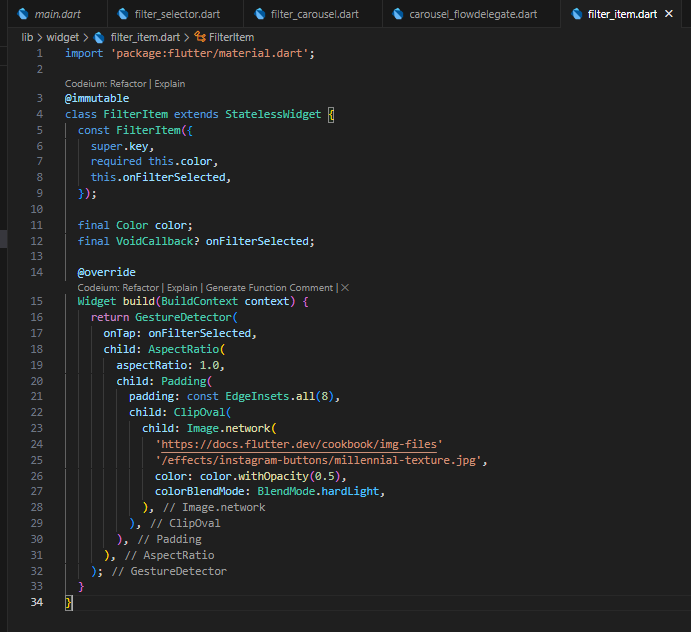 main.dart filter_selector.dart filter_carousel.dart carousel_flowdelegate.dart filter_item.dart
lib > widget > filter_item.dart > FilterItem
1 import 'package:flutter/material.dart';
2
Codeium: Refactor | Explain
3 @immutable
4 class FilterItem extends StatelessWidget {
5   const FilterItem({
6     super.key,
7     required this.color,
8     this.onFilterSelected,
9   });
10
11   final Color color;
12   final VoidCallback? onFilterSelected;
13
14   @override
Codeium: Refactor | Explain | Generate Function Comment | ×
15   Widget build(BuildContext context) {
16     return GestureDetector(
17       onTap: onFilterSelected,
18       child: AspectRatio(
19         aspectRatio: 1.0,
20         child: Padding(
21           padding: const EdgeInsets.all(8),
22           child: ClipOval(
23             child: Image.network(
24               'https://docs.flutter.dev/cookbook/img-files'
25               '/effects/instagram-buttons/millennial-texture.jpg',
26               color: color.withOpacity(0.5),
27               colorBlendMode: BlendMode.hardLight,
28             ), // Image.network
29           ), // ClipOval
30         ), // Padding
31       ), // AspectRatio
32     ); // GestureDetector
33   }
34 }